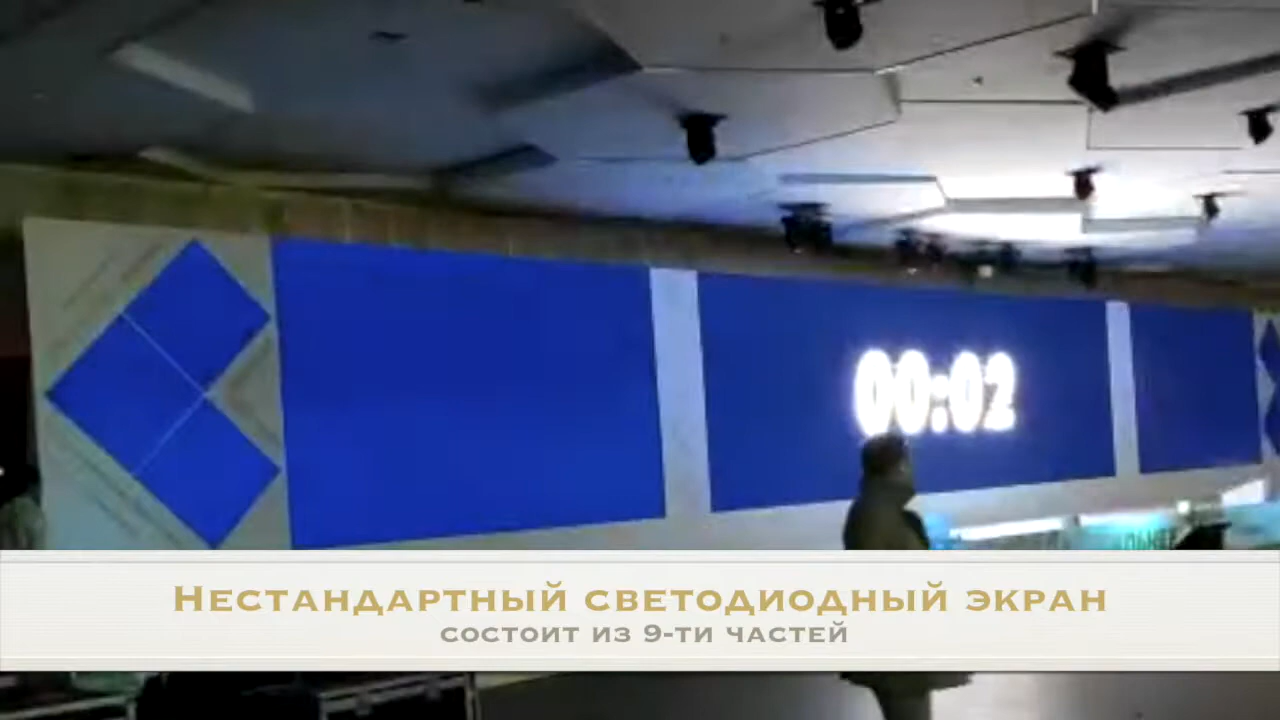 00:02
Нестандартный светодиодный экран
состоит из 9-ти частей